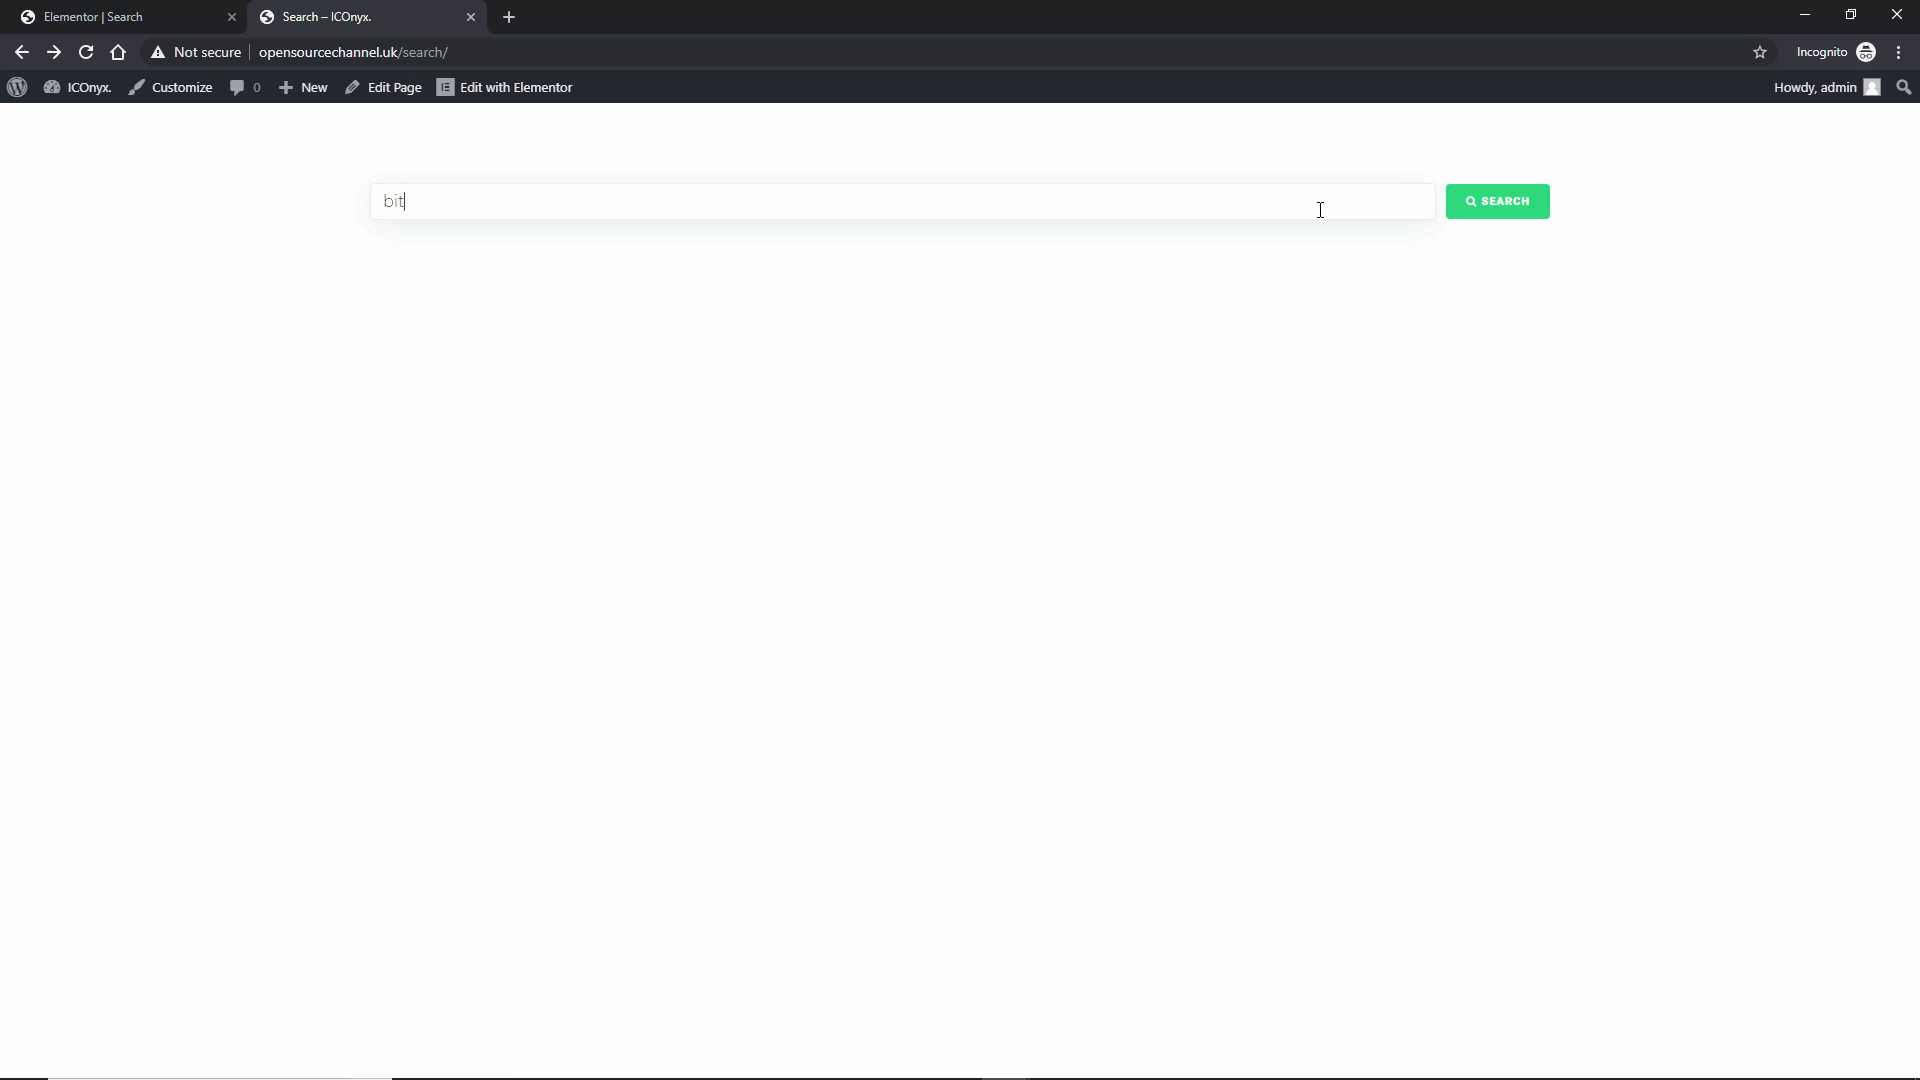 Elementor | Search
Search – ICOnyx.
Not secure opensourcechannel.uk/search/
Incognito
ICOnyx.
Customize
0
New
Edit Page
Edit with Elementor
Howdy, admin
bit
SEARCH